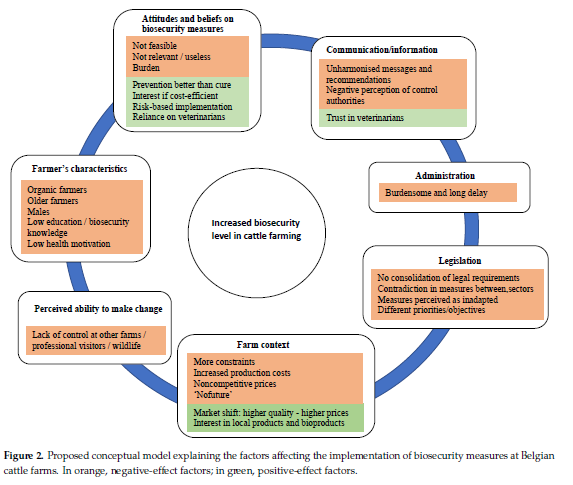 Attitudes and beliefs on
biosecurity measures
Not feasible
Not relevant / useless
Burden
Prevention better than cure
Interest if cost-efficient
Risk-based implementation
Reliance on veterinarians
Communication/information
Unharmonised messages and
recommendations
Negative perception of control
authorities
Trust in veterinarians
Administration
Burdensome and long delay
Legislation
No consolidation of legal requirements
Contradiction in measures between,sectors
Measures perceived as inadapted
Different priorities/objectives
Farm context
More constraints
Increased production costs
Noncompetitive prices
‘Nofuture’
Market shift: higher quality – higher prices
Interest in local products and bioproducts
Perceived ability to make change
Lack of control at other farms /
professional visitors / wildlife
Farmer’s characteristics
Organic farmers
Older farmers
Males
Low education / biosecurity
knowledge
Low health motivation
Increased biosecurity
level in cattle farming
Figure 2. Proposed conceptual model explaining the factors affecting the implementation of biosecurity measures at Belgian
cattle farms. In orange, negative-effect factors; in green, positive-effect factors.